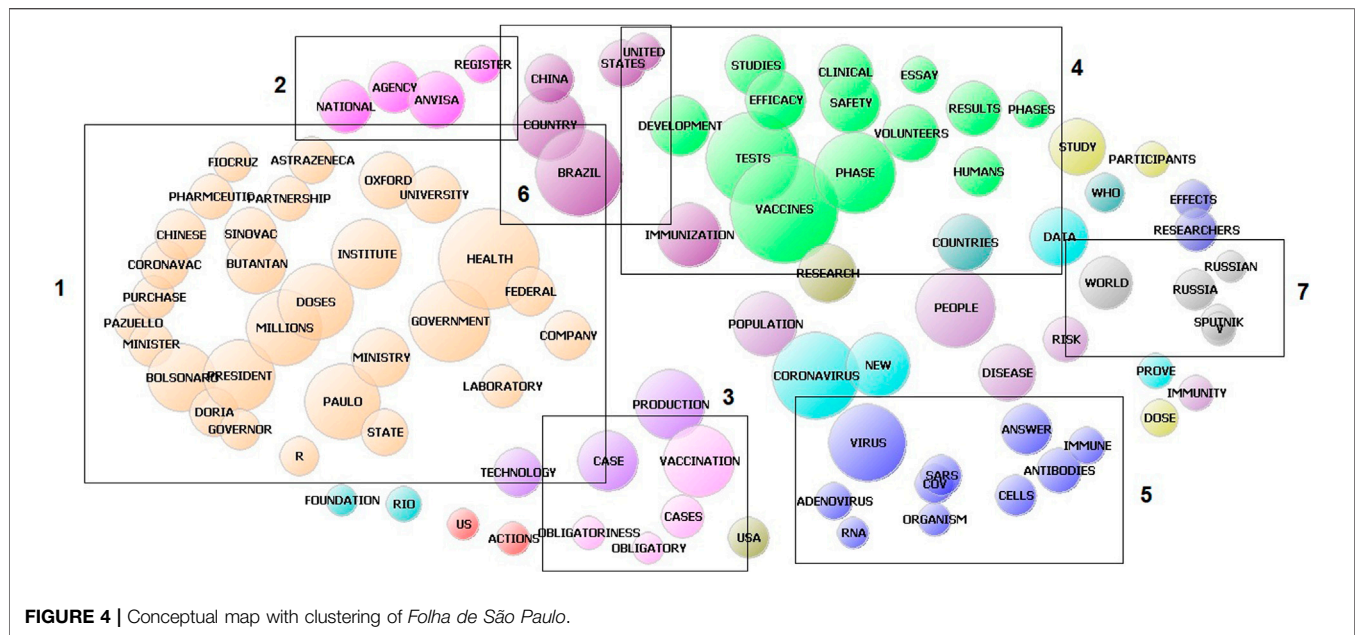 UNITED
STATES
REGISTER
2
CHINA
AGENCY
NATIONAL
ANVISA
COUNTRY
BRAZIL
6
STUDIES
CLINICAL
ESSAY
4
EFFICACY
SAFETY
RESULTS
PHASES
DEVELOPMENT
VOLUNTEERS
TESTS
PHASE
HUMANS
VACCINES
IMMUNIZATION
COUNTRIES
RESEARCH
STUDY
PARTICIPANTS
WHO
EFFECTS
DATA
RESEARCHERS
FIOCRUZ
ASTRAZENECA
OXFORD
UNIVERSITY
PHARMCEUTIC
PARTNERSHIP
CHINESE
SINOVAC
INSTITUTE
HEALTH
CORONAVAC
BUTANTAN
1
PURCHASE
DOSES
FEDERAL
PAZUELLO
MILLIONS
GOVERNMENT
COMPANY
MINISTER
MINISTRY
BOLSONARO
PRESIDENT
LABORATORY
DORIA
PAULO
GOVERNOR
STATE
R
WORLD
RUSSIAN
RUSSIA
7
SPUTNIK
V
PEOPLE
POPULATION
RISK
CORONAVIRUS
NEW
DISEASE
PROVE
IMMUNITY
DOSE
PRODUCTION
3
TECHNOLOGY
CASE
VACCINATION
CASES
OBLIGATORINESS
OBLIGATORY
USA
FOUNDATION
RIO
US
ACTIONS
VIRUS
ANSWER
IMMUNE
SARS
COV
ANTIBODIES
ADENOVIRUS
CELLS
5
ORGANISM
RNA
FIGURE 4 | Conceptual map with clustering of Folha de São Paulo.